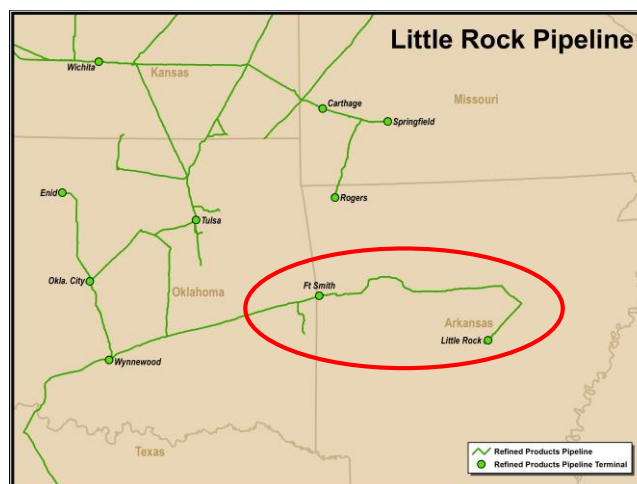 Little Rock Pipeline
Wichita
Kansas
Missouri
Carthage
Springfield
Enid
Rogers
Tulsa
Okla. City
Oklahoma
Ft Smith
Arkansas
Little Rock
Wynnewood
Texas
Refined Products Pipeline
Refined Products Pipeline Terminal